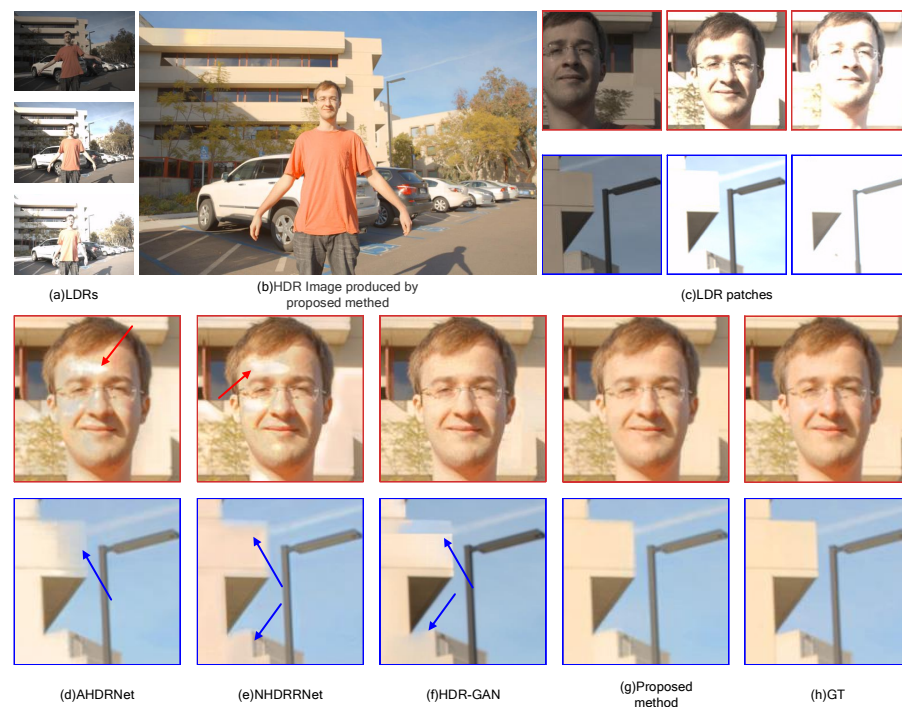 (a)LDRs
(b)HDR Image produced by
proposed methed
(c)LDR patches
(d)AHDRNet
(e)NHDRRNet
(f)HDR-GAN
(g)Proposed
method
(h)GT